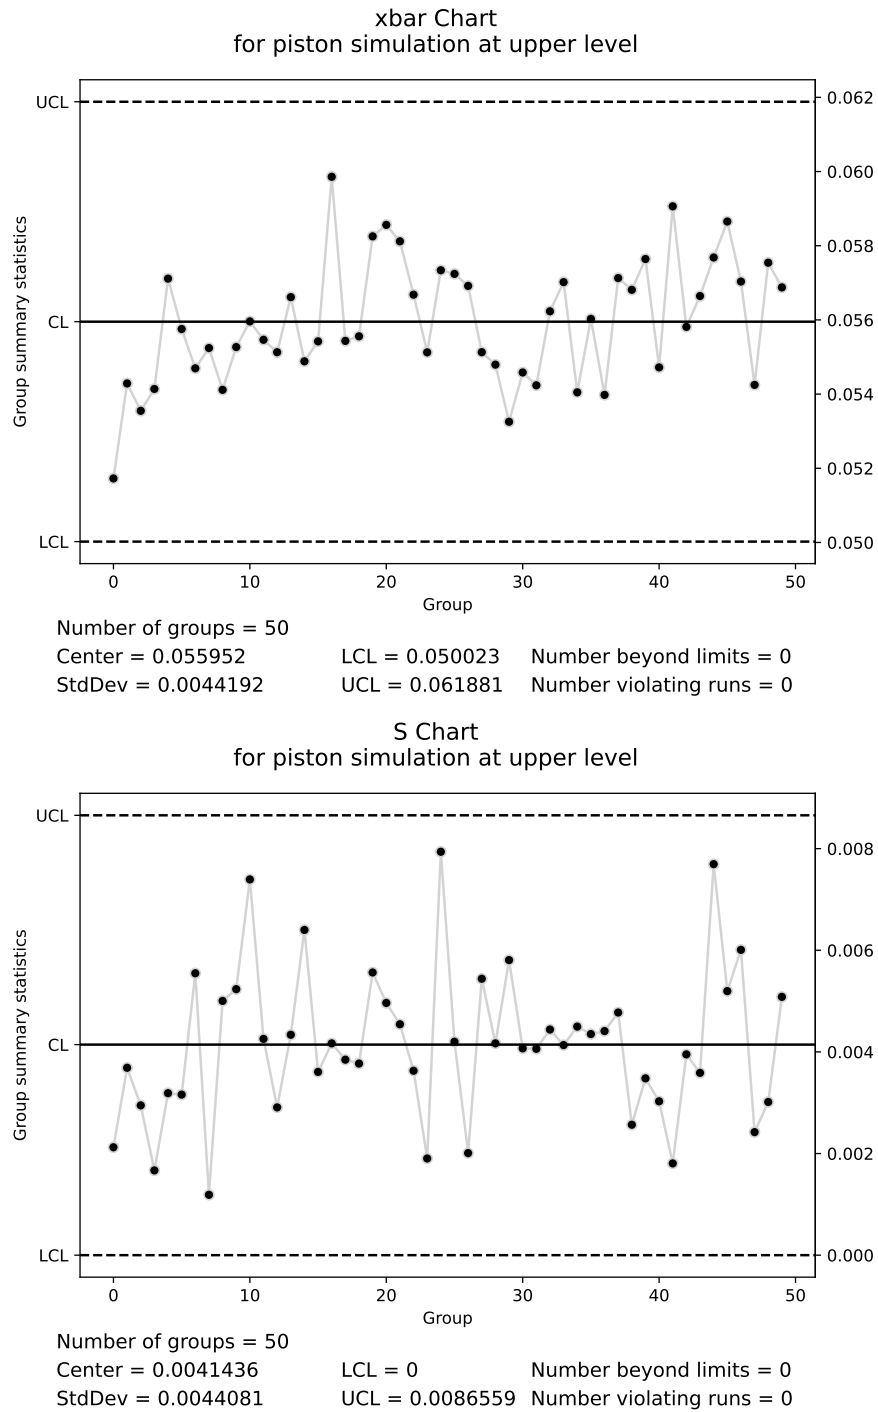 xbar Chart
for piston simulation at upper level
UCL
CL
LCL
Group summary statistics
0.062
0.060
0.058
0.056
0.054
0.052
0.050
0 10 20 30 40 50
Group
Number of groups = 50
Center = 0.055952 LCL = 0.050023 Number beyond limits = 0
StdDev = 0.0044192 UCL = 0.061881 Number violating runs = 0
S Chart
for piston simulation at upper level
UCL
CL
LCL
Group summary statistics
0.008
0.006
0.004
0.002
0.000
0 10 20 30 40 50
Group
Number of groups = 50
Center = 0.0041436 LCL = 0 Number beyond limits = 0
StdDev = 0.0044081 UCL = 0.0086559 Number violating runs = 0